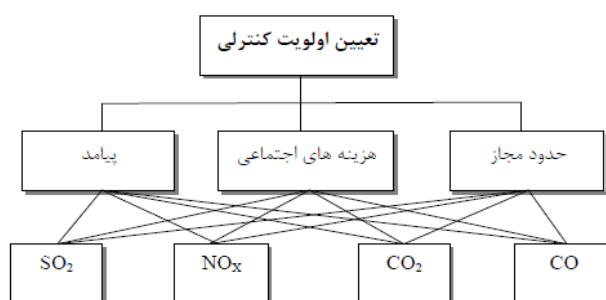 تعیین اولویت کنترلی
حدود مجاز
هزینه های اجتماعی
پیامد
SO₂
NOX
CO₂
CO